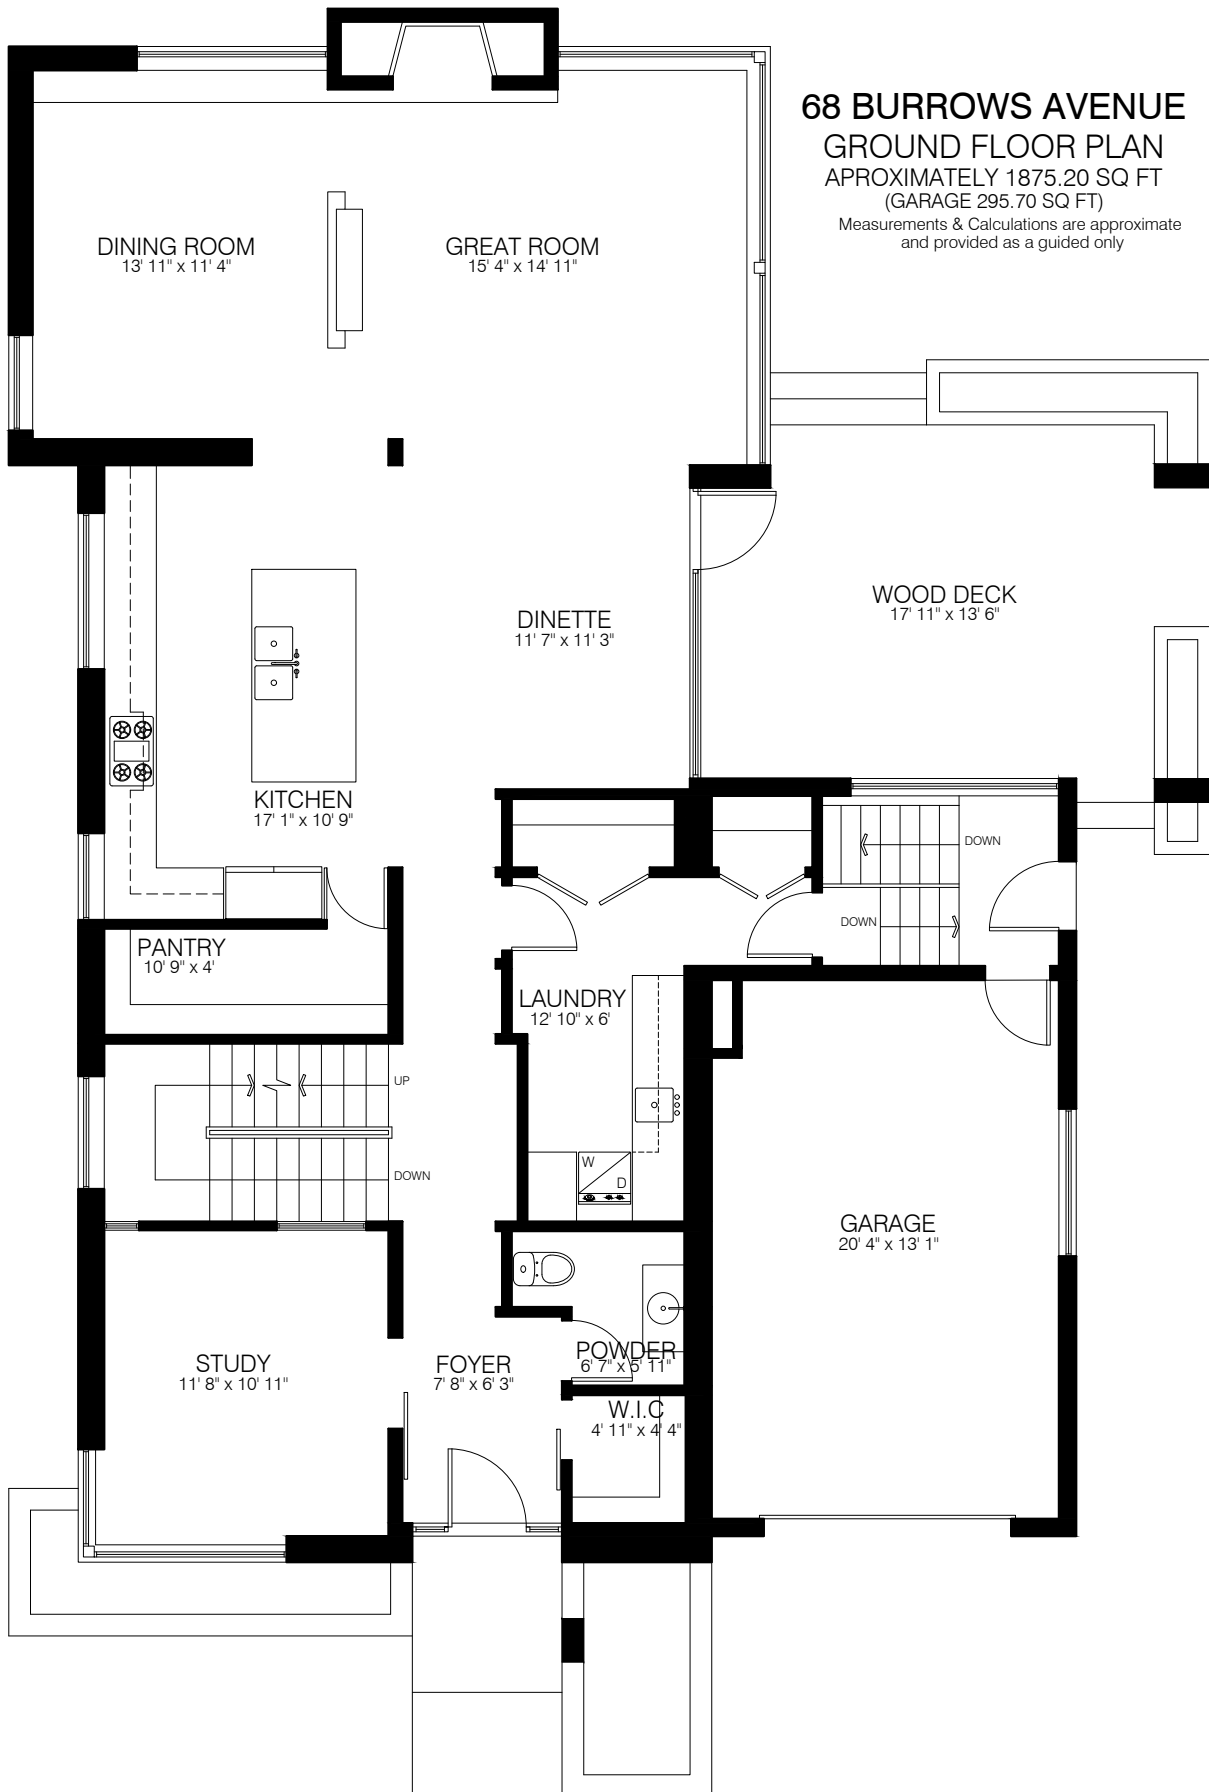 68 BURROWS AVENUE
GROUND FLOOR PLAN
APROXIMATELY 1875.20 SQ FT
(GARAGE 295.70 SQ FT)
Measurements & Calculations are approximate
and provided as a guided only
DINING ROOM
13' 11" x 11' 4"
GREAT ROOM
15' 4" x 14' 11"
WOOD DECK
17' 11" x 13' 6"
DINETTE
11' 7" x 11' 3"
KITCHEN
17' 1" x 10' 9"
DOWN
DOWN
PANTRY
10' 9" x 4'
LAUNDRY
12' 10" x 6'
UP
DOWN
W
D
GARAGE
20' 4" x 13' 1"
STUDY
11' 8" x 10' 11"
FOYER
7' 8" x 6' 3"
POWDER
6' 7" x 5' 11"
W.I.C
4' 11" x 4' 4"